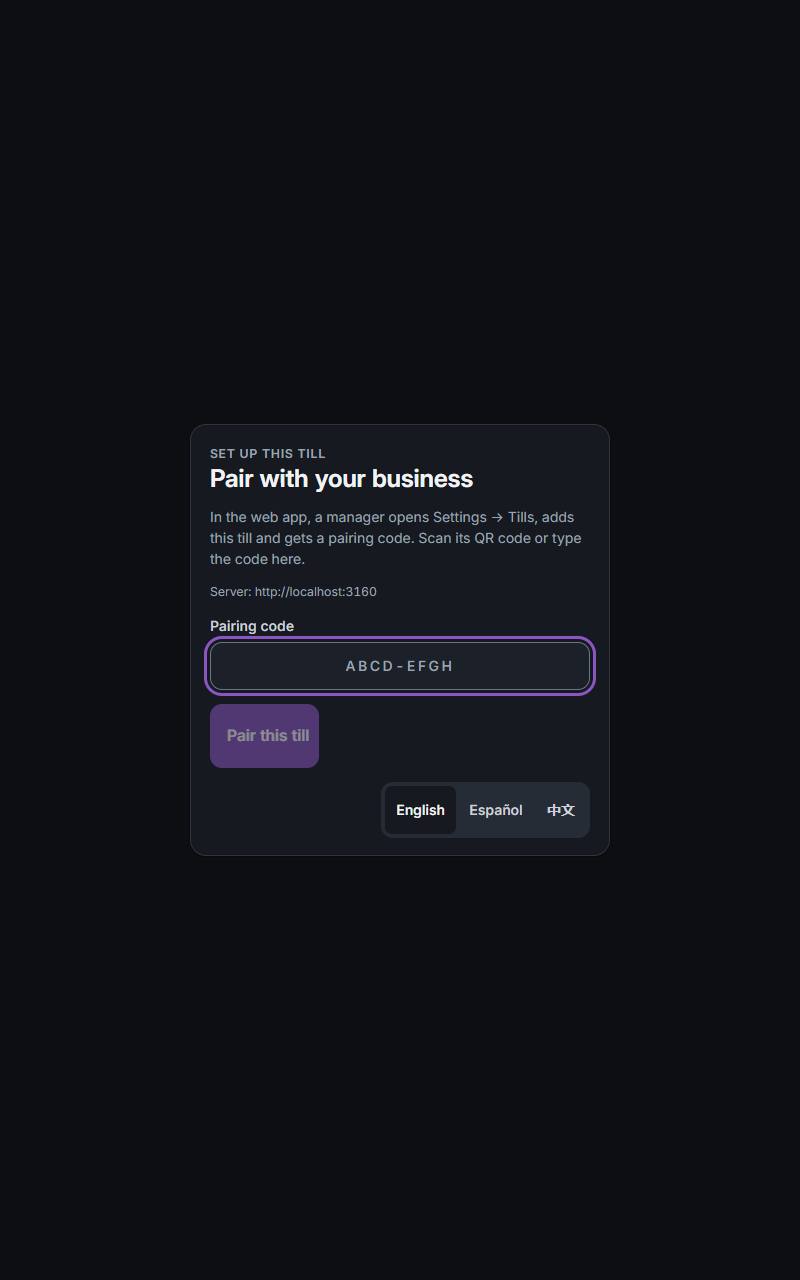 SET UP THIS TILL
Pair with your business
In the web app, a manager opens Settings → Tills, adds
this till and gets a pairing code. Scan its QR code or type
the code here.
Server: http://localhost:3160
Pairing code
ABCD-EFGH
Pair this till
English Español 中文